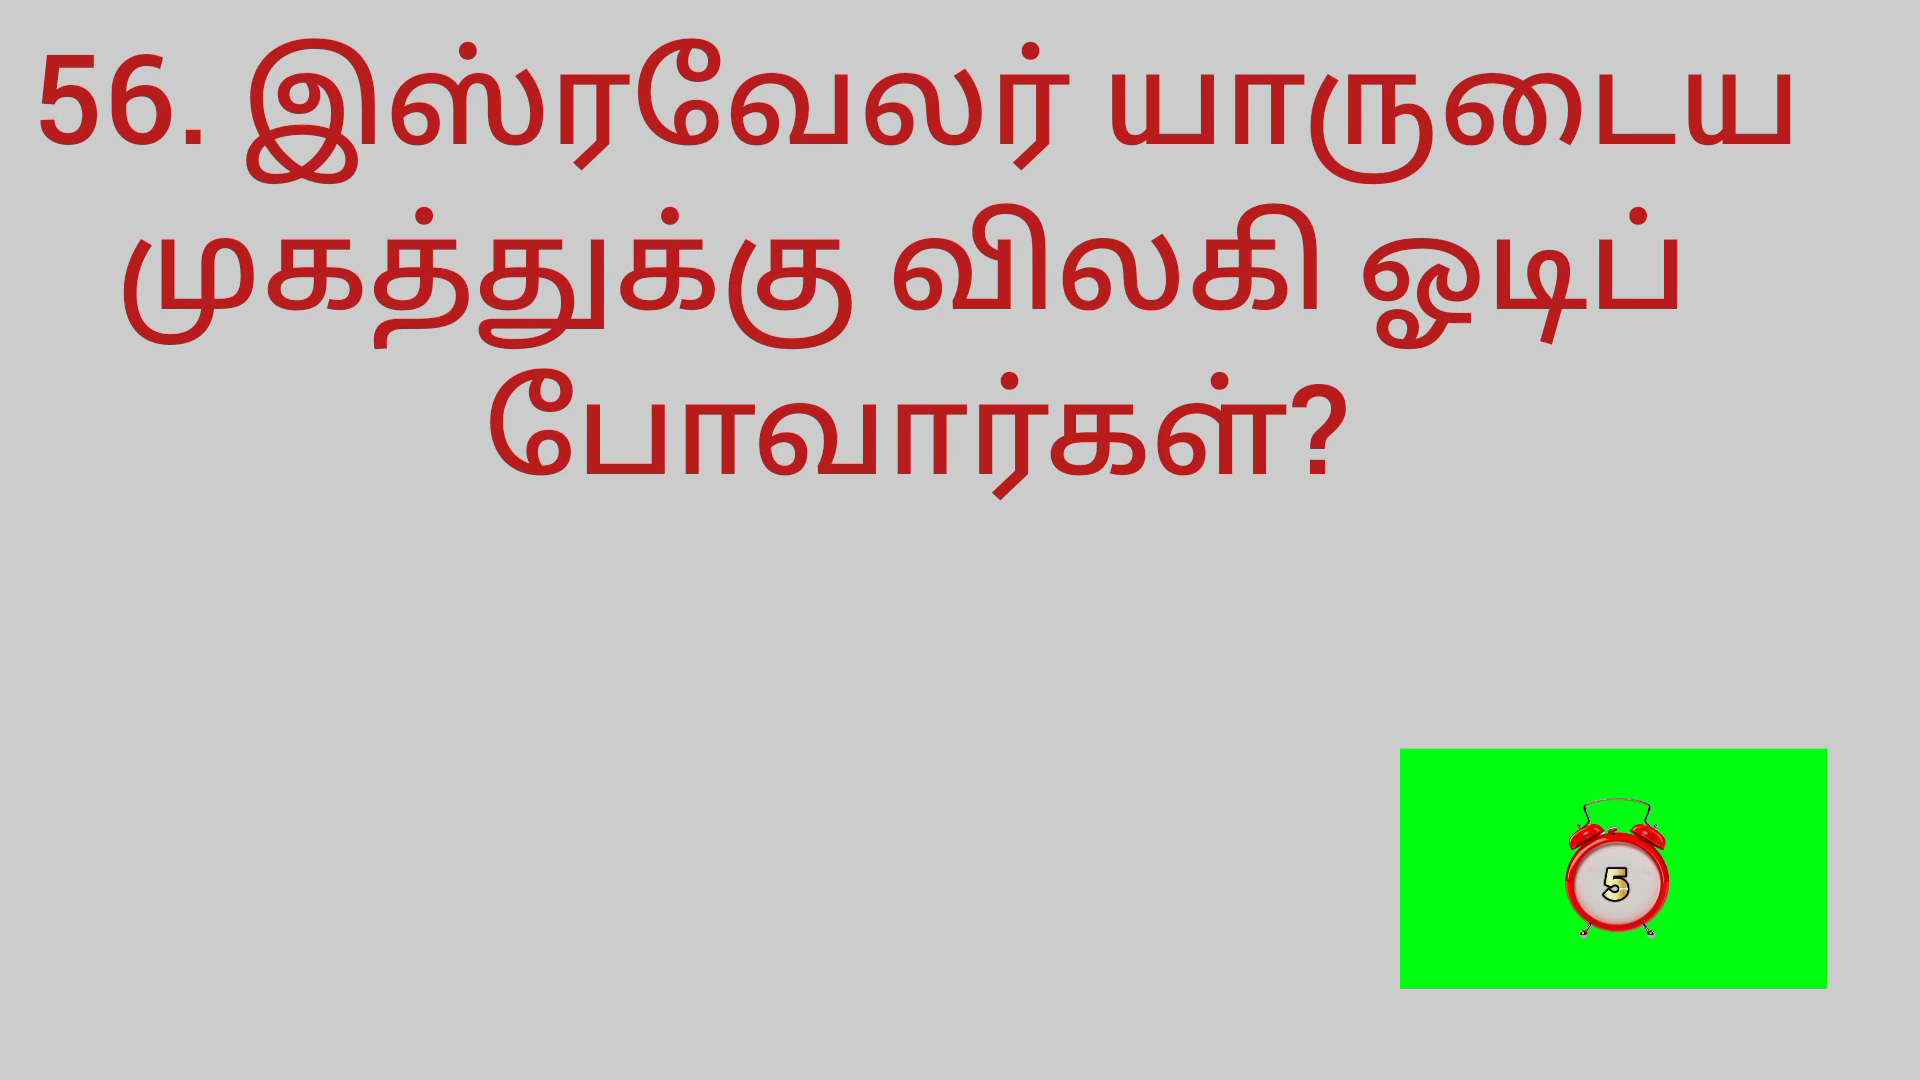 56. இஸ்ரவேலர் யாருடைய
முகத்துக்கு விலகி ஓடிப்
போவார்கள்?
5